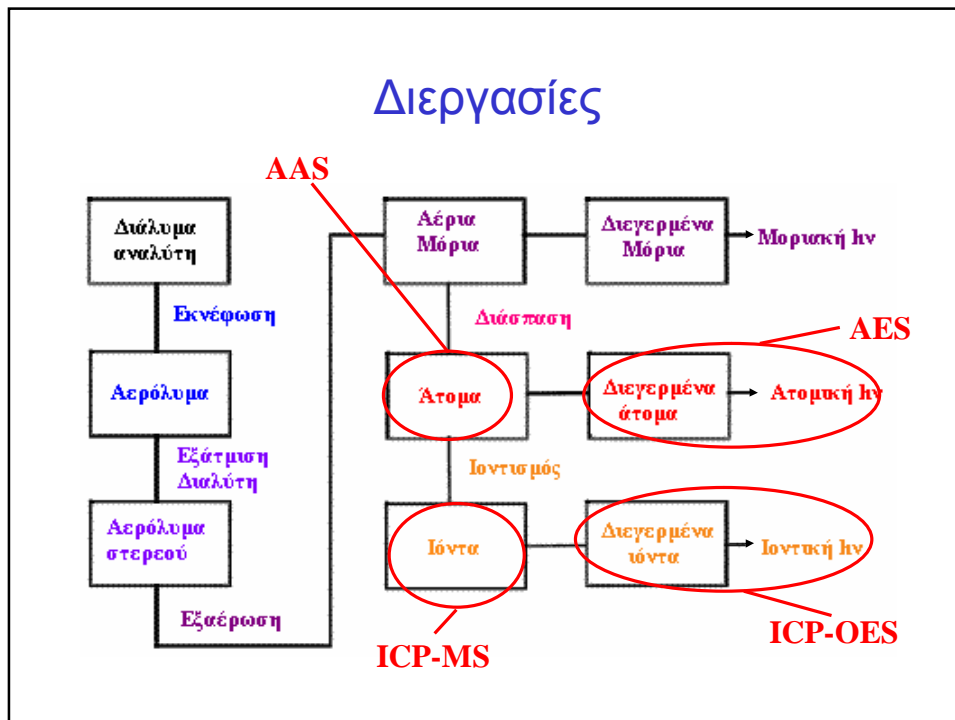 Διεργασίες
AAS
Διάλυμα
αναλύτη
Αέρια
Μόρια
Διεγερμένα
Μόρια
Μοριακή hν
Εκνέφωση
Διάσπαση
AES
Αερόλυμα
Άτομα
Διεγερμένα
άτομα
Ατομική hν
Εξάτμιση
Διαλύτη
Ιοντισμός
Αερόλυμα
στερεού
Ιόντα
Διεγερμένα
ιόντα
Ιοντική hν
Εξαέρωση
ICP-MS
ICP-OES